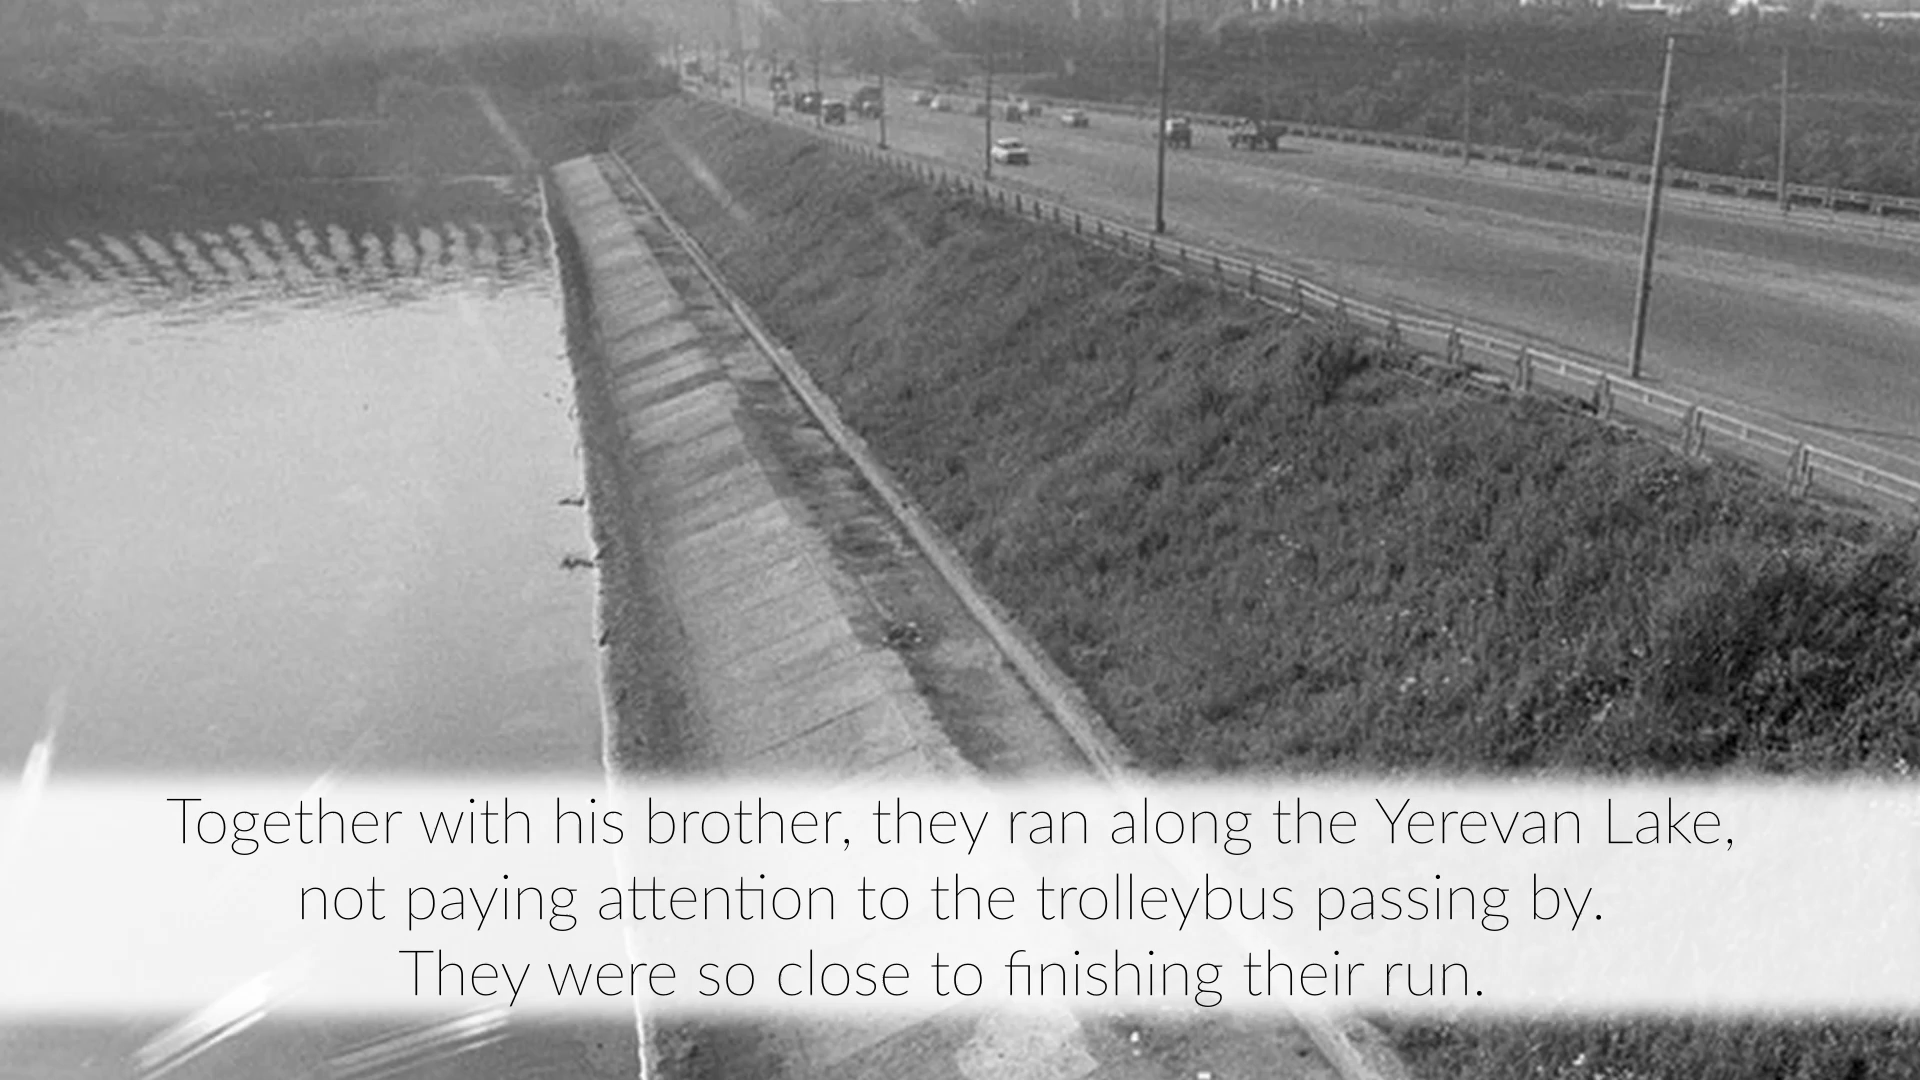 Together with his brother, they ran along the Yerevan Lake,
not paying attention to the trolleybus passing by.
They were so close to finishing their run.